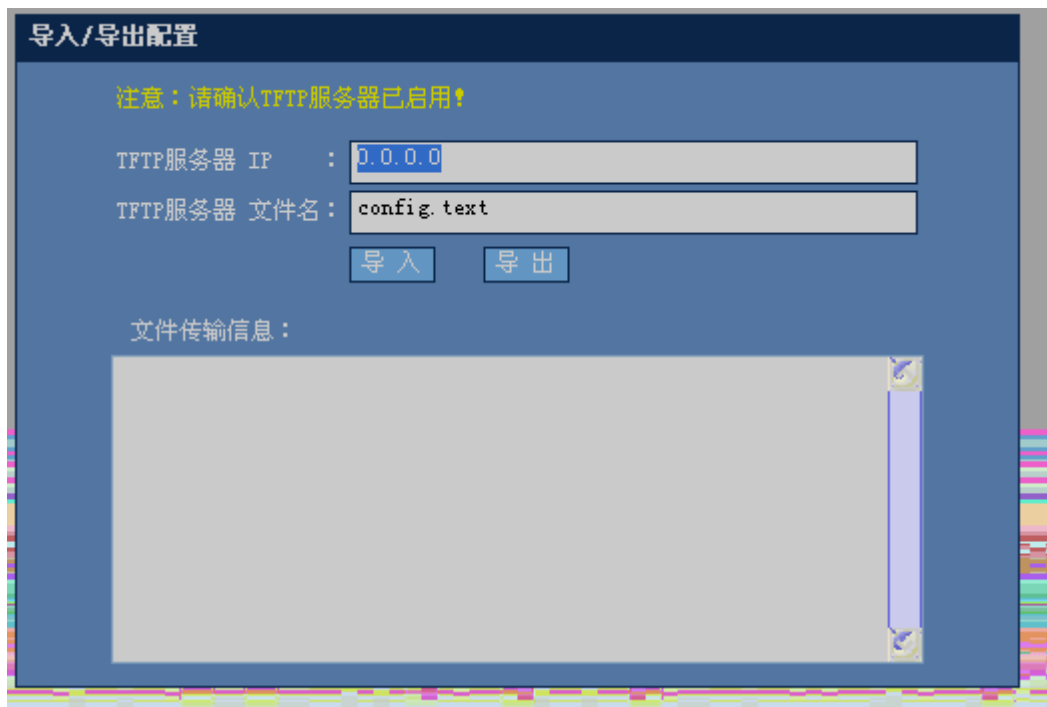 导入/导出配置
注意：请确认TFTP服务器已启用！
TFTP服务器 IP ： 0.0.0.0
TFTP服务器 文件名： config.text
导 入 导 出
文件传输信息：